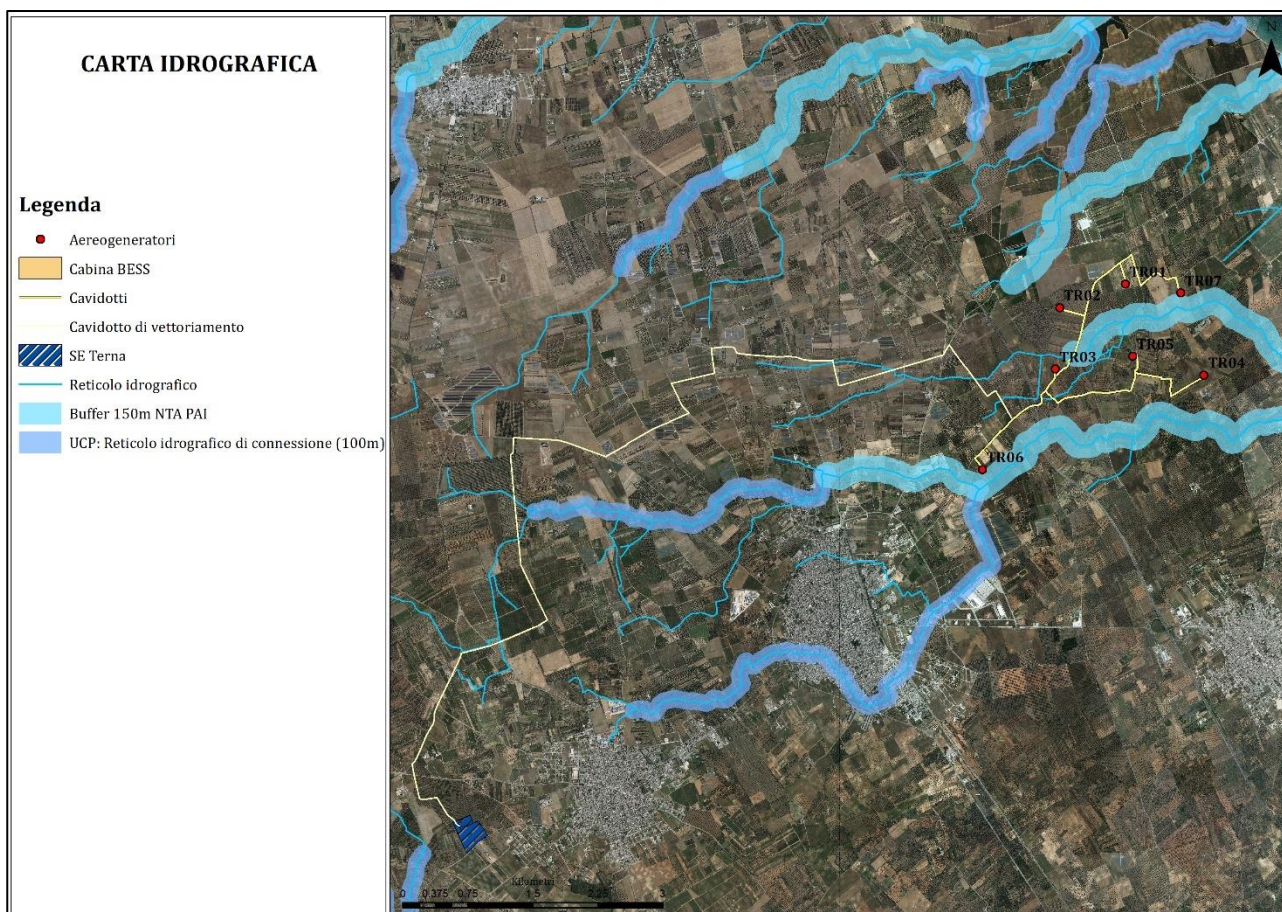 CARTA IDROGRAFICA
Legenda
Aereogeneratori
Cabina BESS
Cavidotti
Cavidotto di vettoriamento
SE Terna
Reticolo idrografico
Buffer 150m NTA PAI
UCP: Reticolo idrografico di connessione (100m)
N
TR01
TR07
TR02
TR05
TR03
TR04
TR06
Kilometri
0 0.375 0.75 1.5 2.25 3